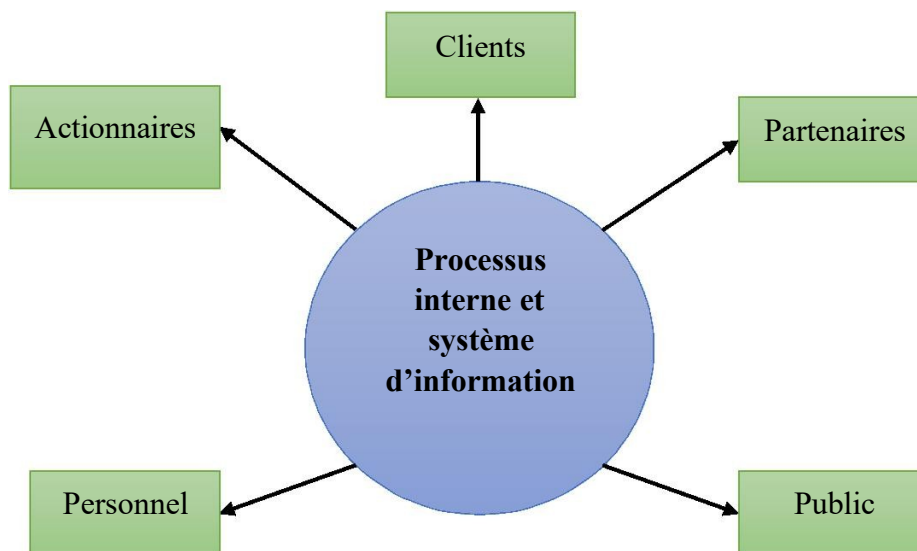 Clients
Actionnaires
Partenaires
Processus
interne et
système
d’information
Personnel
Public